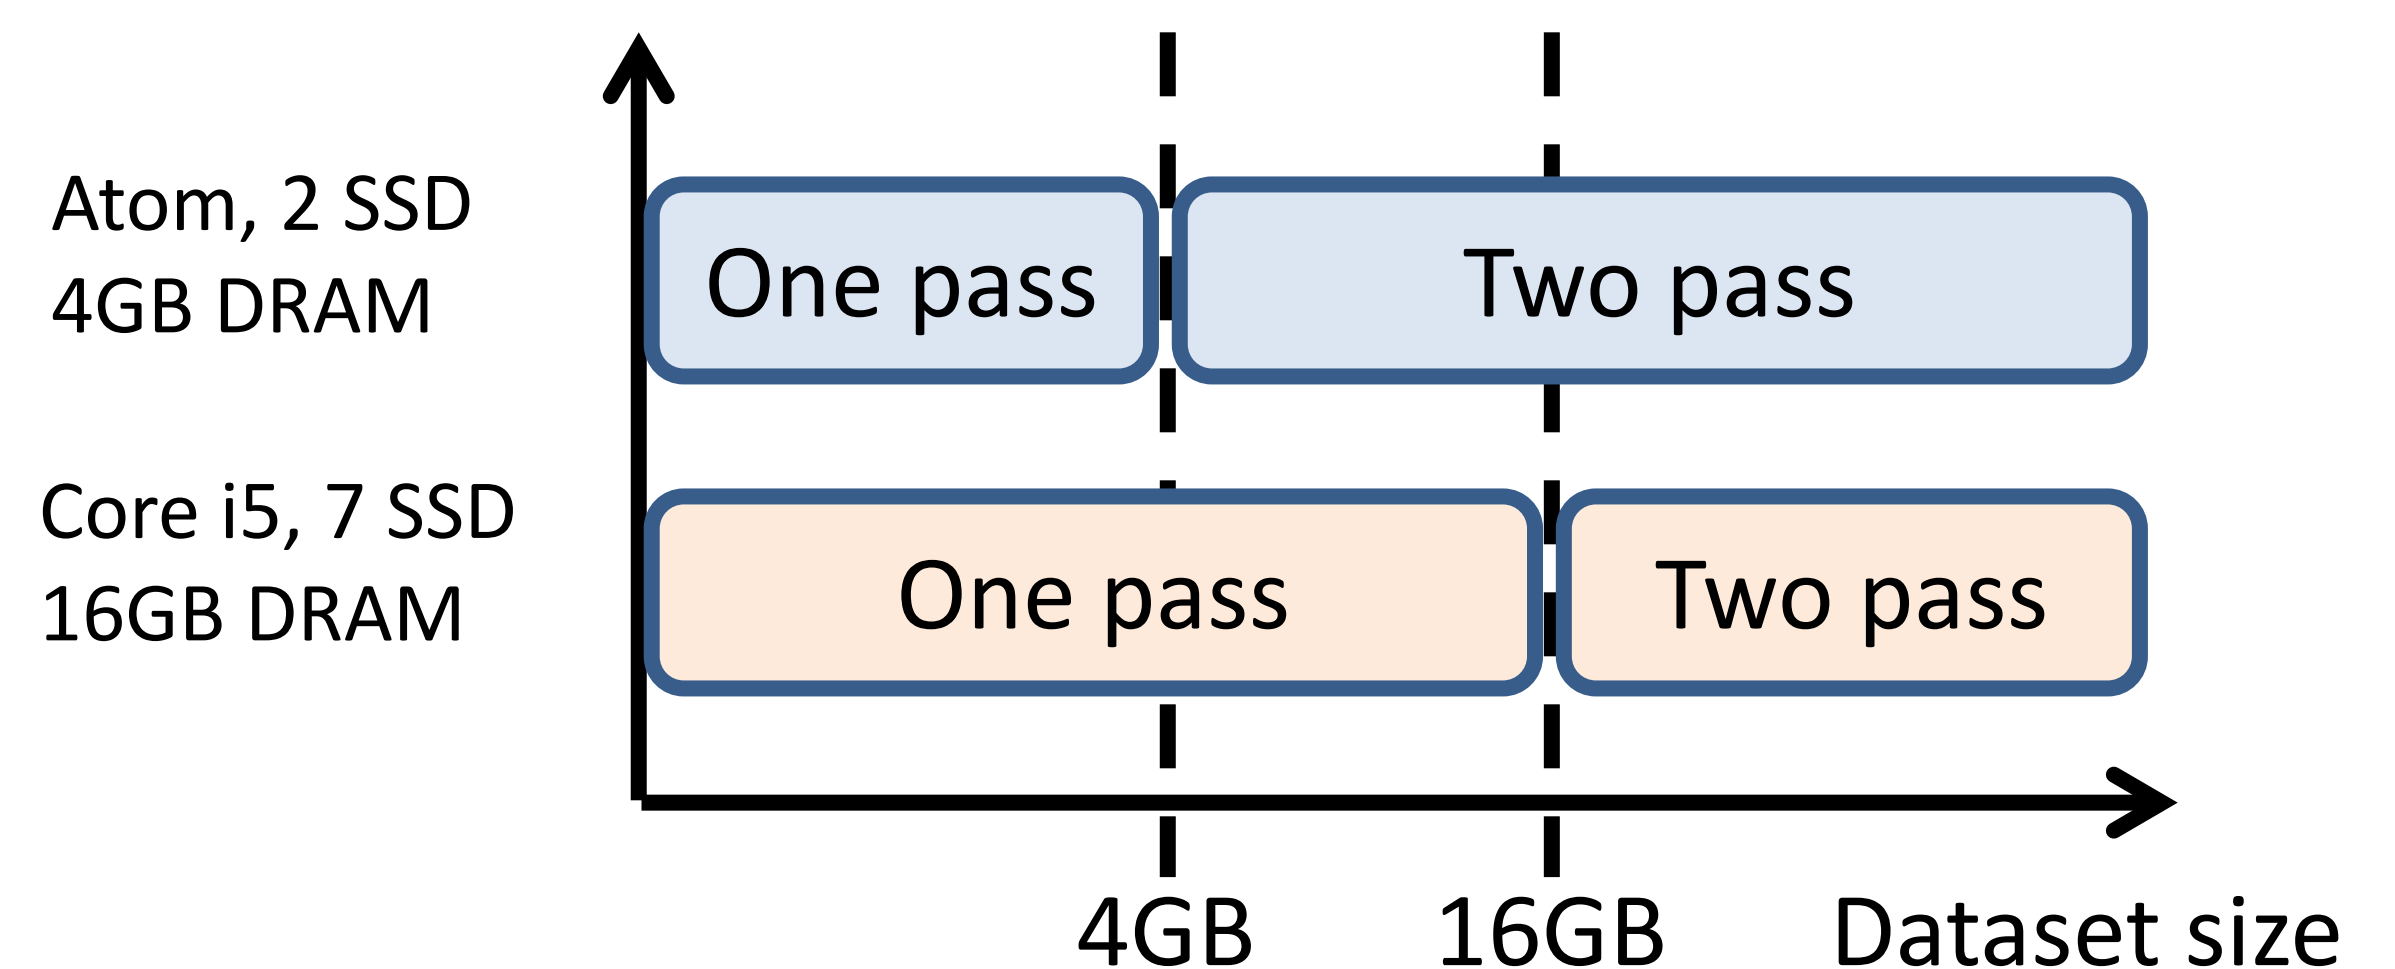 Atom, 2 SSD
4GB DRAM
One pass
Two pass
Core i5, 7 SSD
16GB DRAM
One pass
Two pass
4GB
16GB
Dataset size